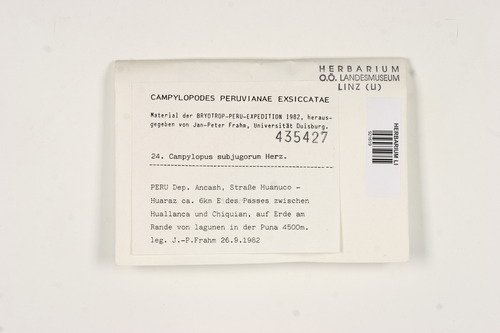 HERBARIUM
O.Ö. LANDESMUSEUM
LINZ (LI)
CAMPYLOPODES PERUVIANAE EXSICCATAE
Material der BRYOTROP-PERU-EXPEDITION 1982, heraus-
gegeben von Jan-Peter Frahm, Universität Duisburg.
435427
24. Campylopus subjugorum Herz.
PERU Dep. Ancash, Straße Huanuco -
Huaraz ca. 6km E des Passes zwischen
Huallanca und Chiquian, auf Erde am
Rande von lagunen in der Puna 4500m.
leg. J.-P.Frahm 26.9.1982
HERBARIUM LI